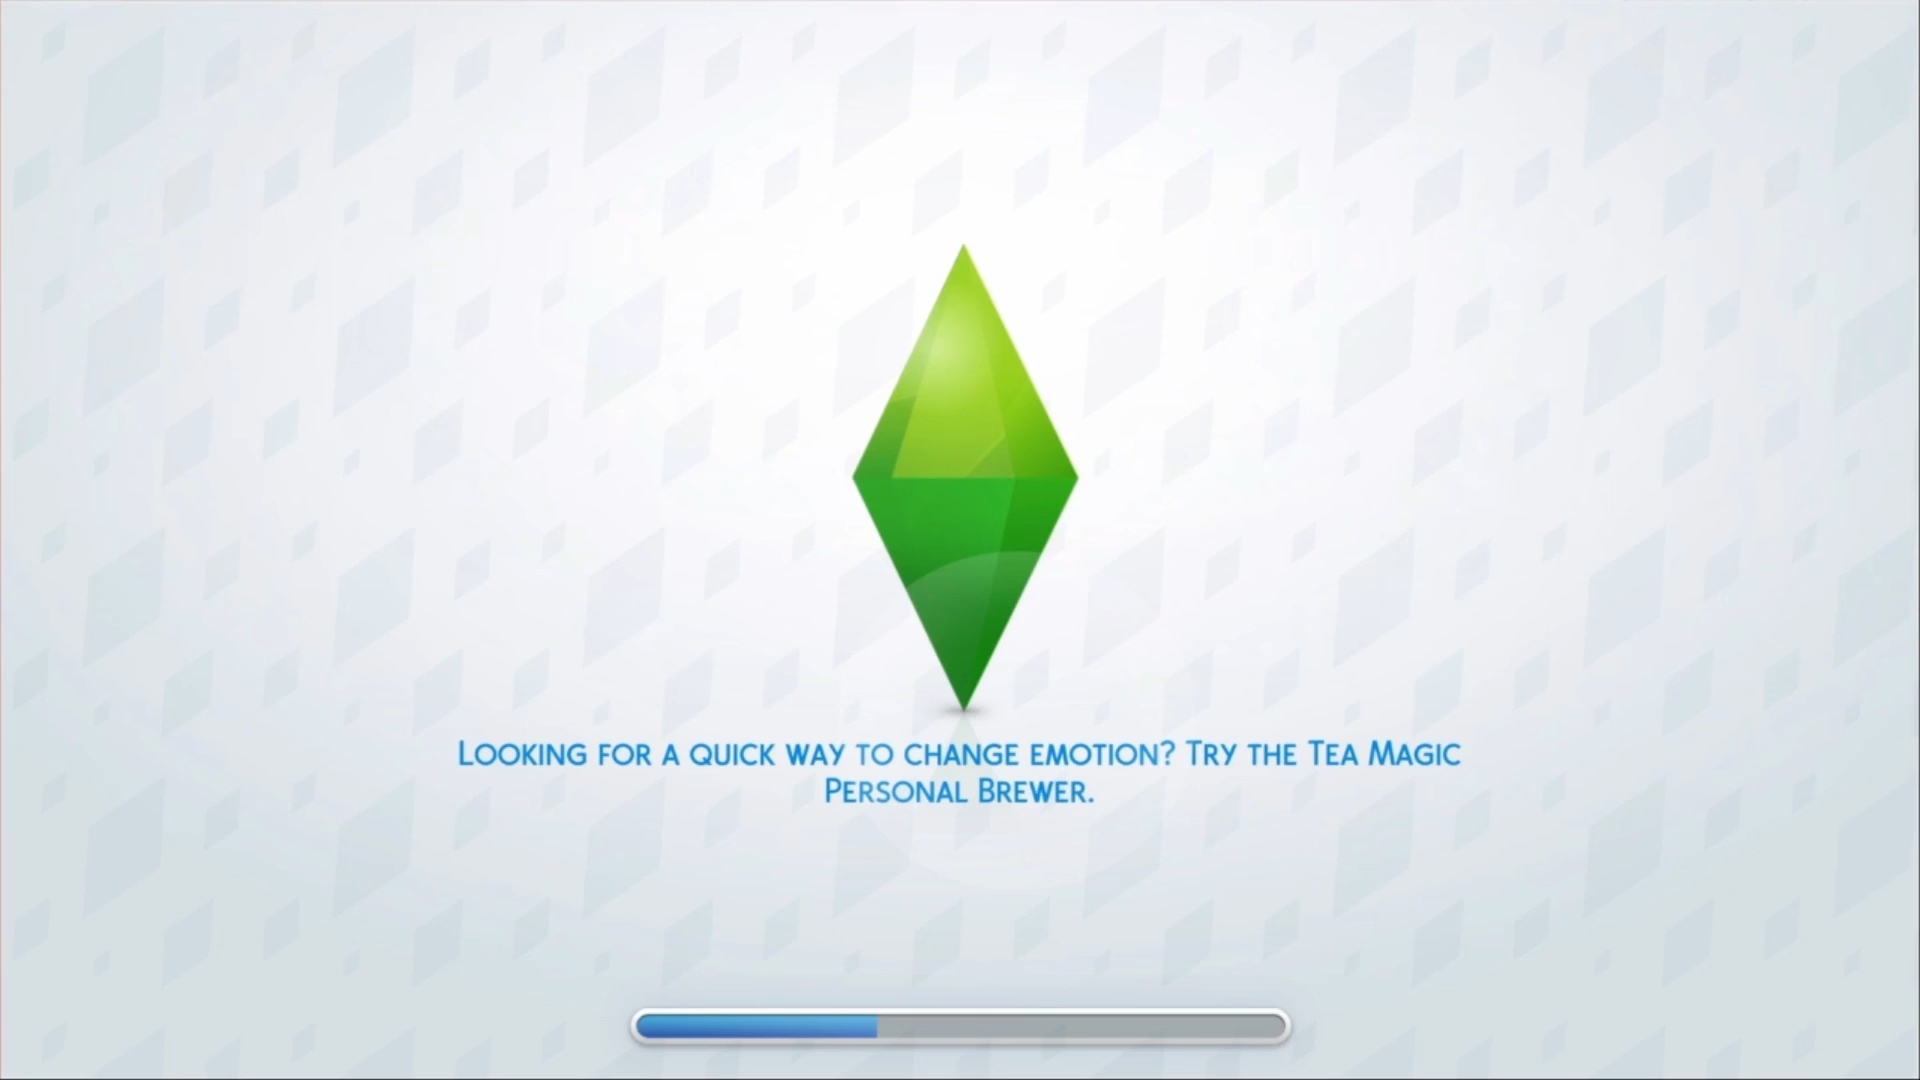 Looking for a quick way to change emotion? Try the Tea Magic
Personal Brewer.